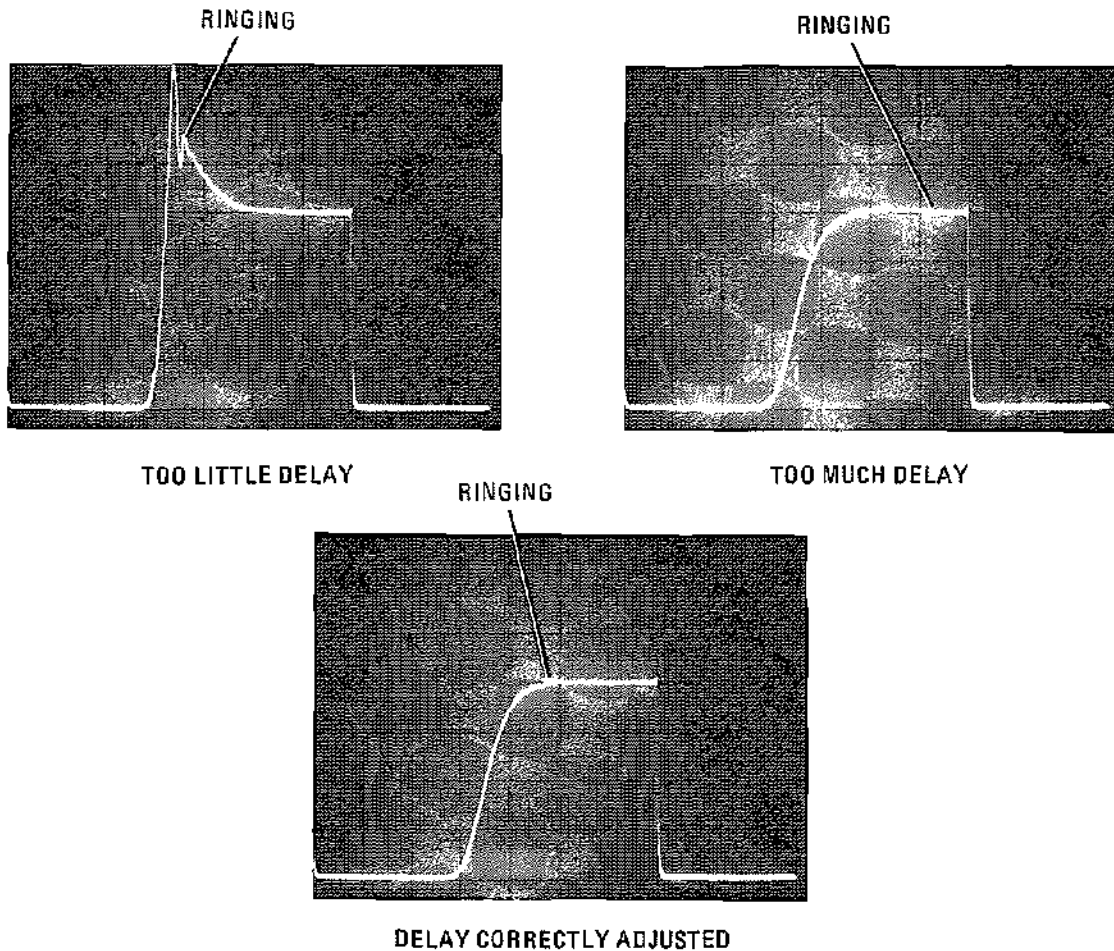 RINGING
RINGING
TOO LITTLE DELAY
TOO MUCH DELAY
RINGING
DELAY CORRECTLY ADJUSTED